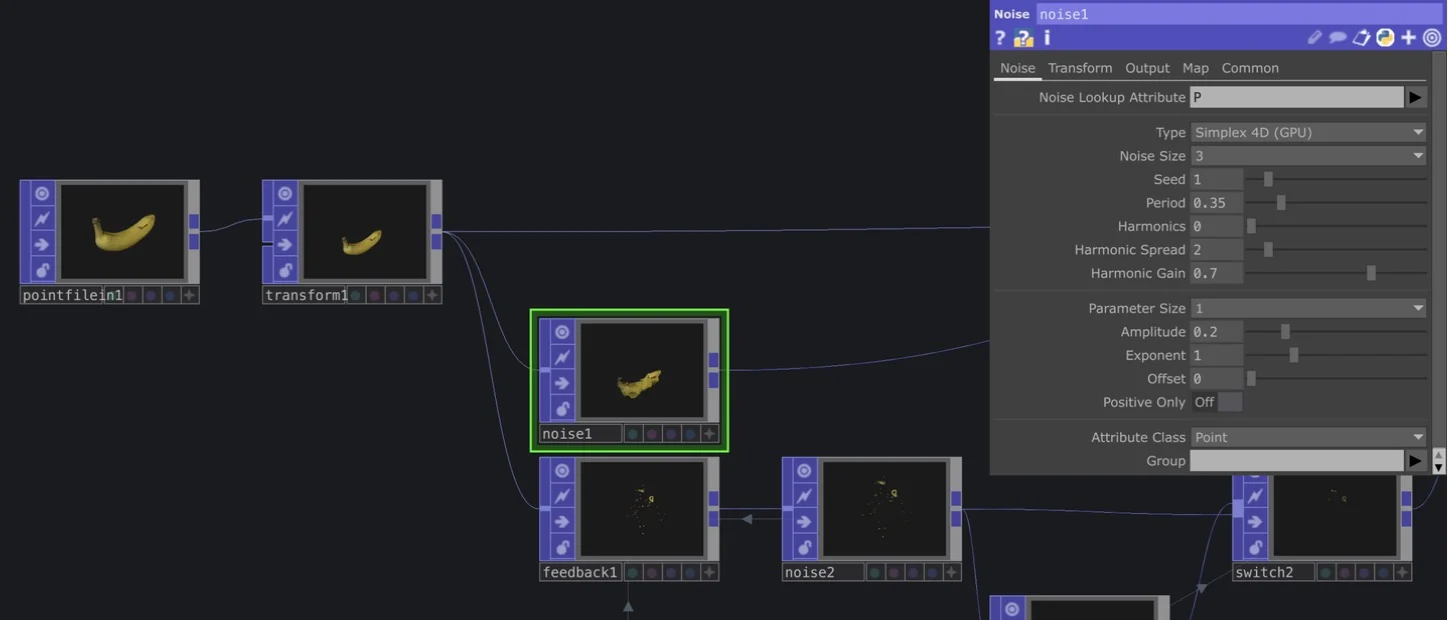 Noise noise1
? ? i
Noise Transform Output Map Common
Noise Lookup Attribute P
Type Simplex 4D (GPU)
Noise Size 3
Seed 1
Period 0.35
Harmonics 0
Harmonic Spread 2
Harmonic Gain 0.7
Parameter Size 1
Amplitude 0.2
Exponent 1
Offset 0
Positive Only Off
Attribute Class Point
Group
pointfilein1
transform1
noise1
feedback1
noise2
switch2